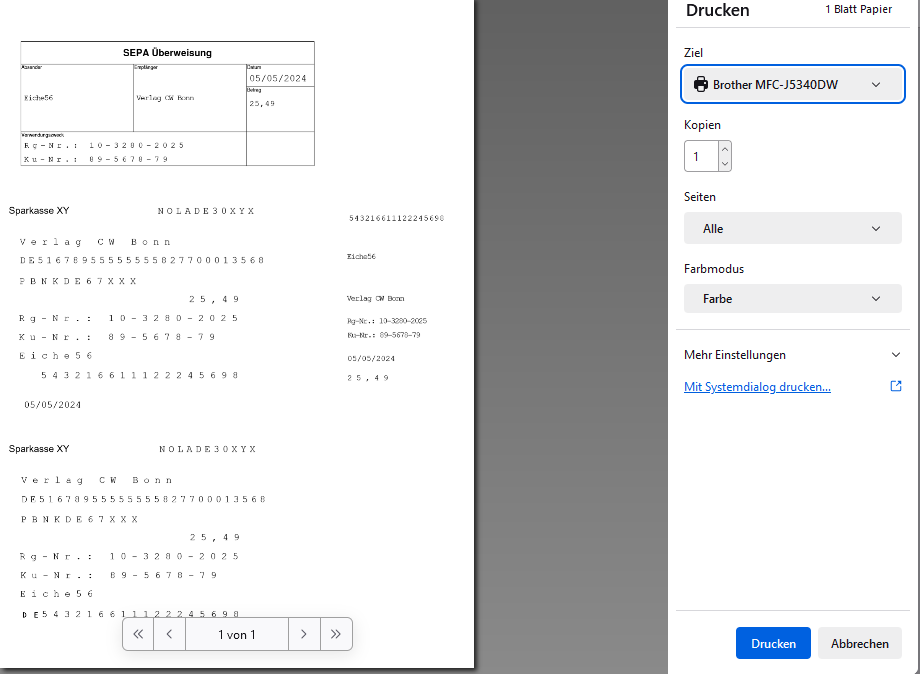 SEPA Überweisung
Absender
Empfänger
Datum
05/05/2024
Betrag
Eiche56
Verlag CW Bonn
25,49
Verwendungszweck
Rg-Nr.: 10-3280-2025
Ku-Nr.: 89-5678-79
Sparkasse XY
NOLADE30XYX
Verlag CW Bonn
DE51678955555555827700013568
PBNKDE67XXX
25,49
Rg-Nr.: 10-3280-2025
Ku-Nr.: 89-5678-79
Eiche56
543216611122245698
05/05/2024
543216611122245698
Eiche56
Verlag CW Bonn
Rg-Nr.: 10-3280-2025
Ku-Nr.: 89-5678-79
05/05/2024
25,49
Sparkasse XY
NOLADE30XYX
Verlag CW Bonn
DE51678955555555827700013568
PBNKDE67XXX
25,49
Rg-Nr.: 10-3280-2025
Ku-Nr.: 89-5678-79
Eiche56
DE543216611122245698
1 von 1
Drucken
1 Blatt Papier
Ziel
Brother MFC-J5340DW
Kopien
1
Seiten
Alle
Farbmodus
Farbe
Mehr Einstellungen
Mit Systemdialog drucken...
Drucken
Abbrechen